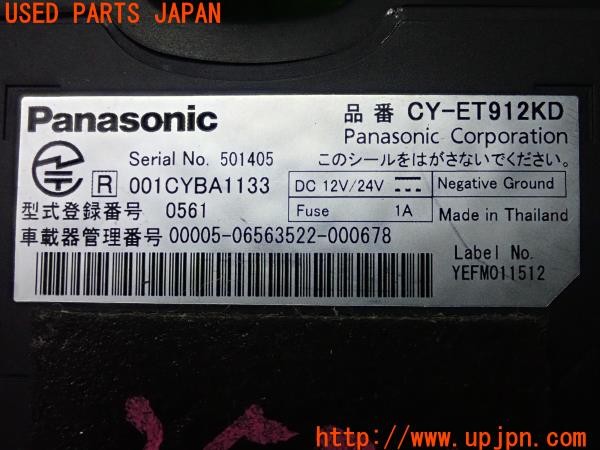 USED PARTS JAPAN
Panasonic
品番 CY-ET912KD
Panasonic Corporation
Serial No. 501405
このシールをはがさないでください。
R 001CYBA1133
DC 12V/24V
Negative Ground
型式登録番号 0561
Fuse 1A
Made in Thailand
車載器管理番号 00005-06563522-000678
Label No.
YEFM011512
(有)UPJ
www.upjpn.com